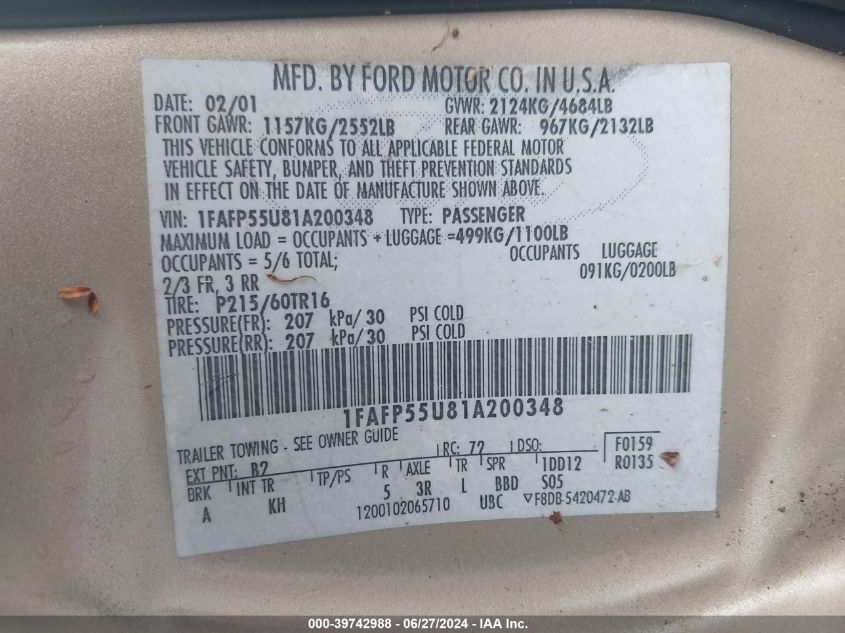 MFD. BY FORD MOTOR CO. IN U.S.A.
DATE: 02/01 GVWR: 2124KG/4684LB
FRONT GAWR: 1157KG/2552LB REAR GAWR: 967KG/2132LB
THIS VEHICLE CONFORMS TO ALL APPLICABLE FEDERAL MOTOR
VEHICLE SAFETY, BUMPER, AND THEFT PREVENTION STANDARDS
IN EFFECT ON THE DATE OF MANUFACTURE SHOWN ABOVE.
VIN: 1FAFP55U81A200348 TYPE: PASSENGER
MAXIMUM LOAD = OCCUPANTS + LUGGAGE =499KG/1100LB
OCCUPANTS = 5/6 TOTAL; OCCUPANTS LUGGAGE
2/3 FR, 3 RR 091KG/0200LB
TIRE: P215/60TR16
PRESSURE(FR): 207 kPa/30 PSI COLD
PRESSURE(RR): 207 kPa/30 PSI COLD
1FAFP55U81A200348
TRAILER TOWING - SEE OWNER GUIDE
EXT PNT: B2 RC: 72 DSO: F0159
BRK INT TR TP/PS R AXLE TR SPR 1DD12 R0135
A KH 5 3R L BBD S05
1200102065710 UBC F8DB-5420472-AB
000-39742988 - 06/27/2024 - IAA Inc.